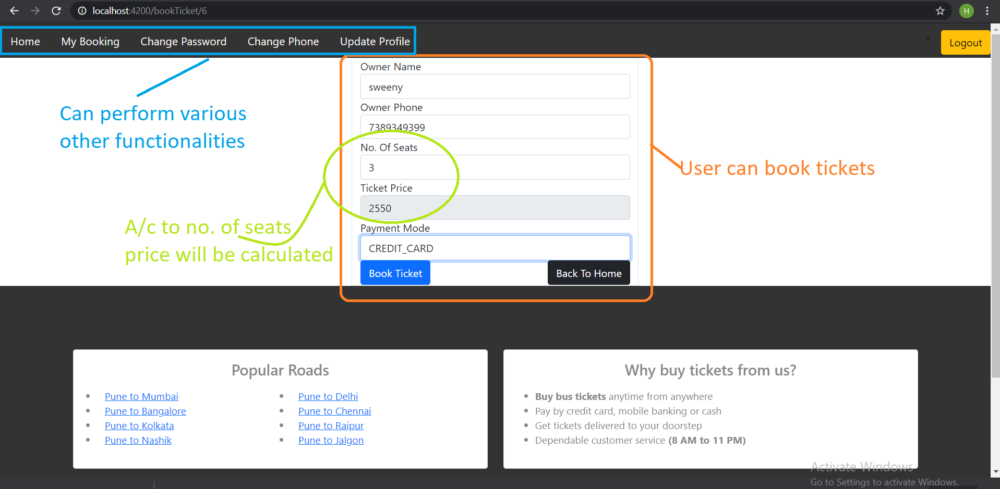 localhost:4200/bookTicket/6
H
Home My Booking Change Password Change Phone Update Profile
Logout
Owner Name
sweeny
Owner Phone
7389349399
No. Of Seats
3
Ticket Price
2550
Payment Mode
CREDIT_CARD
Book Ticket Back To Home
Can perform various
other functionalities
A/c to no. of seats
price will be calculated
User can book tickets
Popular Roads
Pune to Mumbai
Pune to Bangalore
Pune to Kolkata
Pune to Nashik
Pune to Delhi
Pune to Chennai
Pune to Raipur
Pune to Jalgon
Why buy tickets from us?
Buy bus tickets anytime from anywhere
Pay by credit card, mobile banking or cash
Get tickets delivered to your doorstep
Dependable customer service (8 AM to 11 PM)
Activate Windows
Go to Settings to activate Windows.